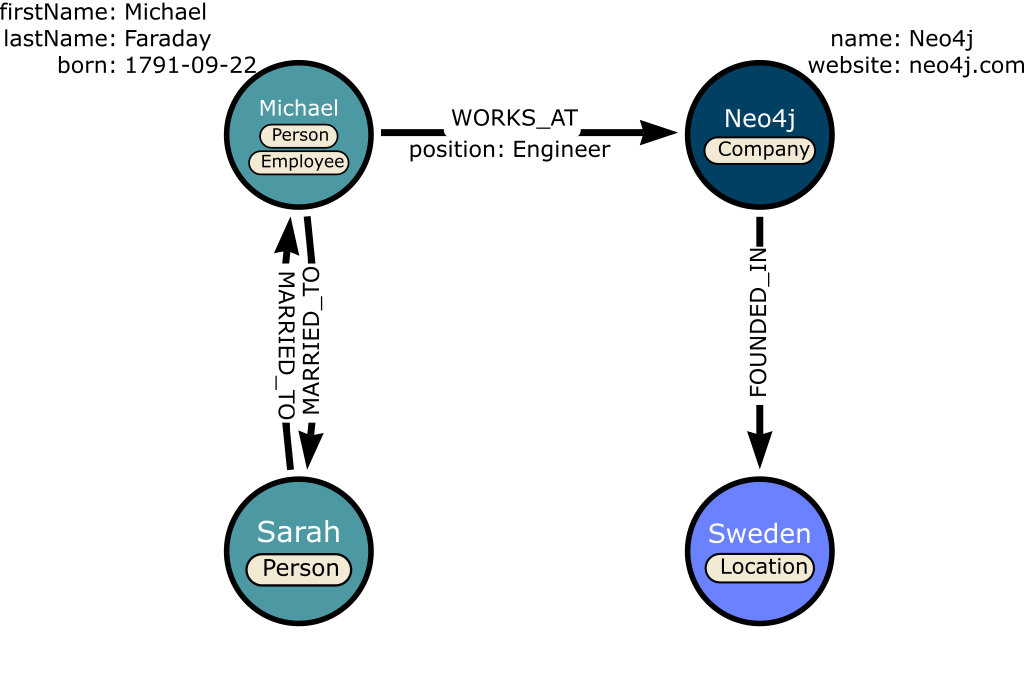 firstName: Michael
lastName: Faraday
born: 1791-09-22
name: Neo4j
website: neo4j.com
Michael
Person
Employee
WORKS_AT
position: Engineer
Neo4j
Company
MARRIED_TO
MARRIED_TO
FOUNDED_IN
Sarah
Person
Sweden
Location